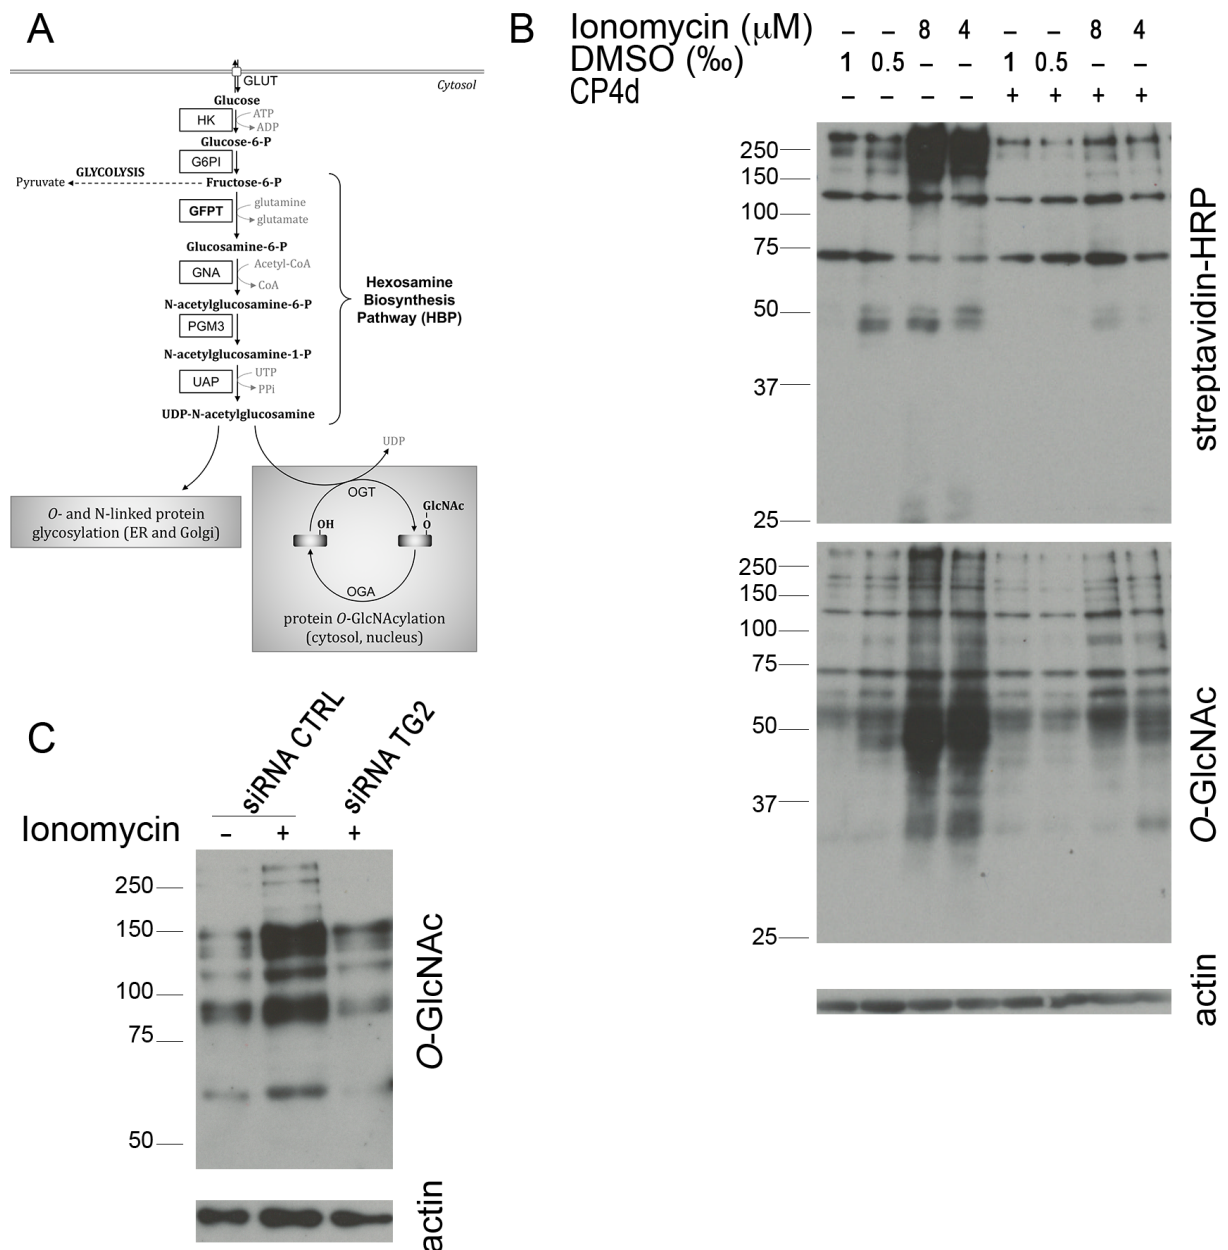 A
GLUT
Cytosol
Glucose
HK
ATP
ADP
Glucose-6-P
G6PI
GLYCOLYSIS
Pyruvate
Fructose-6-P
GFPT
glutamine
glutamate
Glucosamine-6-P
GNA
Acetyl-CoA
CoA
N-acetylglucosamine-6-P
PGM3
N-acetylglucosamine-1-P
UAP
UTP
PPi
UDP-N-acetylglucosamine
Hexosamine
Biosynthesis
Pathway (HBP)
O- and N-linked protein
glycosylation (ER and Golgi)
UDP
OGT
OH
GlcNAc
O
OGA
protein O-GlcNAcylation
(cytosol, nucleus)
B
Ionomycin (µM) – – 8 4 – – 8 4
DMSO (‰) 1 0.5 – – 1 0.5 – –
CP4d – – – – + + + +
250
150
100
75
50
37
25
streptavidin-HRP
250
150
100
75
50
37
25
O-GlcNAc
actin
C
siRNA CTRL
siRNA TG2
Ionomycin – + +
250
150
100
75
50
O-GlcNAc
actin